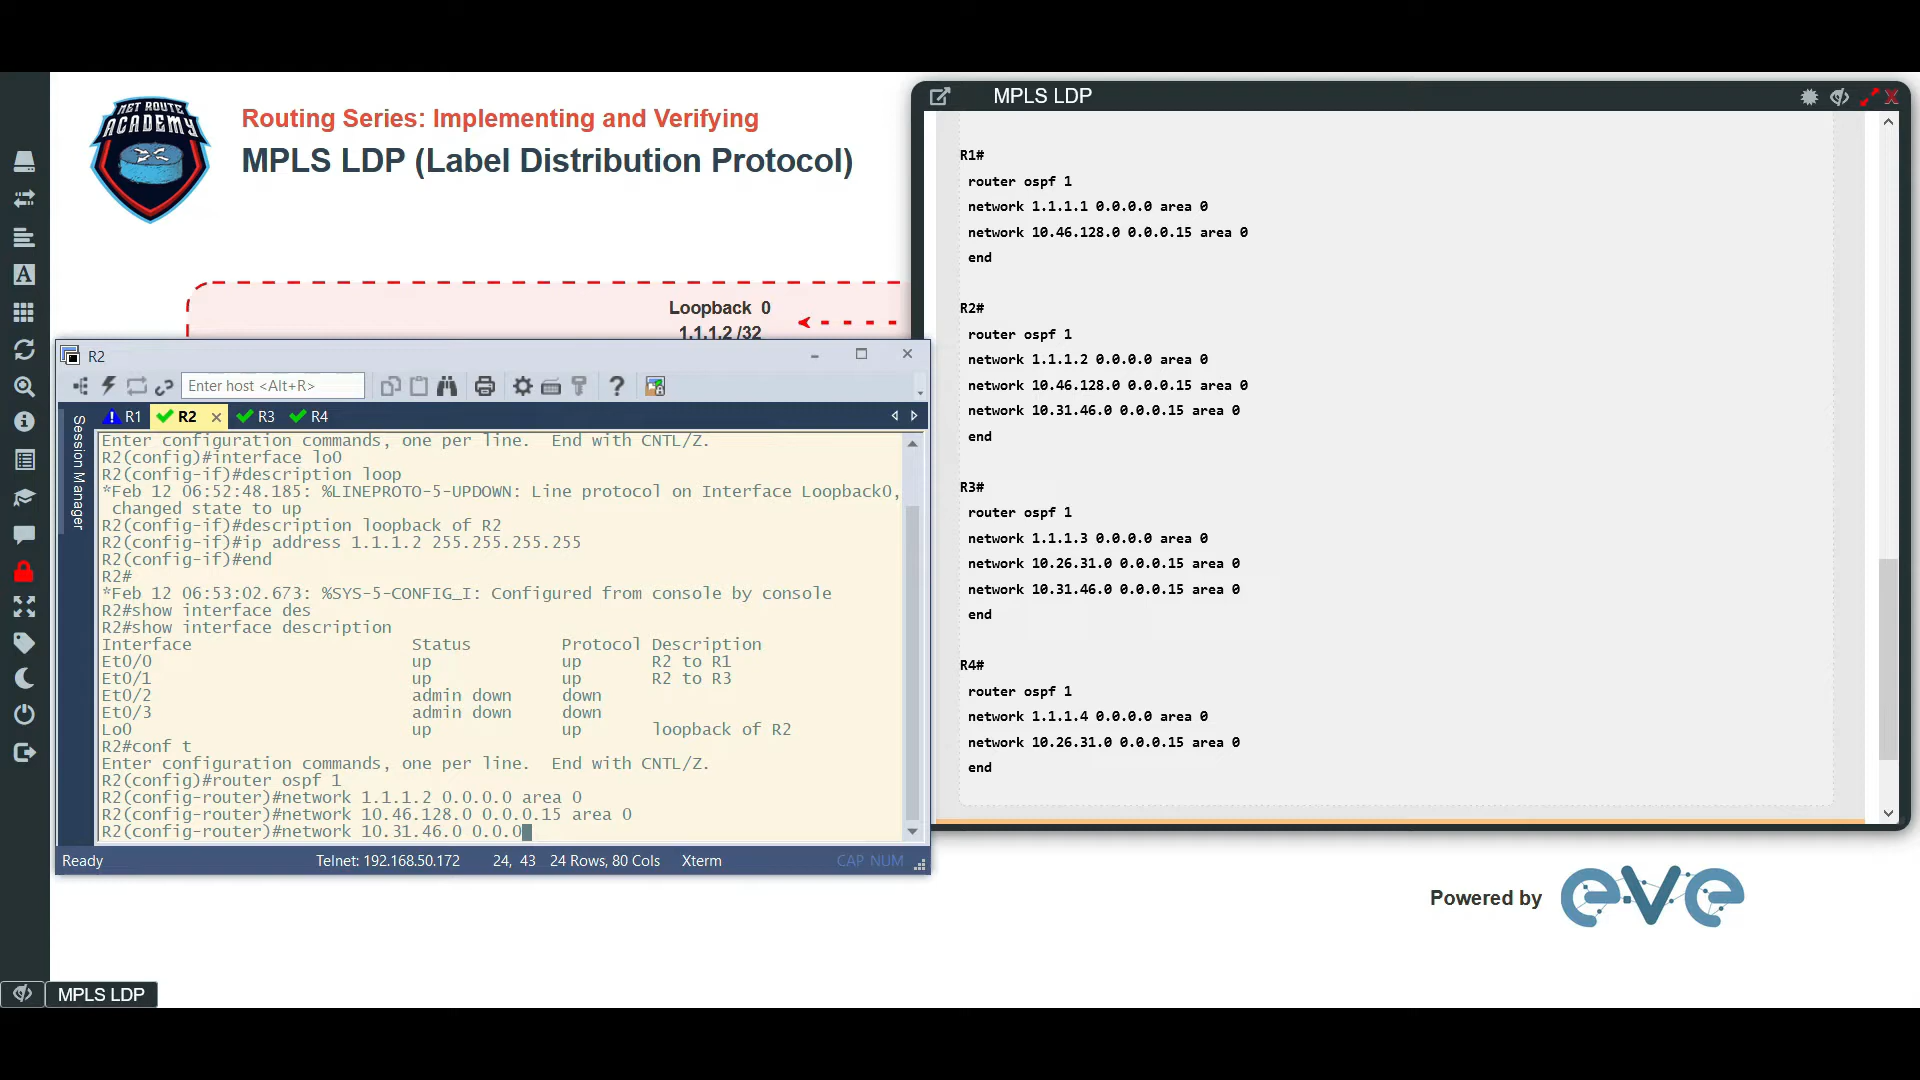 NET ROUTE
ACADEMY
Routing Series: Implementing and Verifying
MPLS LDP (Label Distribution Protocol)
Loopback 0
1.1.1.2 /32
MPLS LDP
R1#
router ospf 1
network 1.1.1.1 0.0.0.0 area 0
network 10.46.128.0 0.0.0.15 area 0
end
R2#
router ospf 1
network 1.1.1.2 0.0.0.0 area 0
network 10.46.128.0 0.0.0.15 area 0
network 10.31.46.0 0.0.0.15 area 0
end
R3#
router ospf 1
network 1.1.1.3 0.0.0.0 area 0
network 10.26.31.0 0.0.0.15 area 0
network 10.31.46.0 0.0.0.15 area 0
end
R4#
router ospf 1
network 1.1.1.4 0.0.0.0 area 0
network 10.26.31.0 0.0.0.15 area 0
end
R2
Enter host <Alt+R>
R1 R2 R3 R4
Session Manager
Enter configuration commands, one per line.  End with CNTL/Z.
R2(config)#interface lo0
R2(config-if)#description loop
*Feb 12 06:52:48.185: %LINEPROTO-5-UPDOWN: Line protocol on Interface Loopback0,
changed state to up
R2(config-if)#description loopback of R2
R2(config-if)#ip address 1.1.1.2 255.255.255.255
R2(config-if)#end
R2#
*Feb 12 06:53:02.673: %SYS-5-CONFIG_I: Configured from console by console
R2#show interface des
R2#show interface description
Interface Status Protocol Description
Et0/0 up up R2 to R1
Et0/1 up up R2 to R3
Et0/2 admin down down
Et0/3 admin down down
Lo0 up up loopback of R2
R2#conf t
Enter configuration commands, one per line.  End with CNTL/Z.
R2(config)#router ospf 1
R2(config-router)#network 1.1.1.2 0.0.0.0 area 0
R2(config-router)#network 10.46.128.0 0.0.0.15 area 0
R2(config-router)#network 10.31.46.0 0.0.0
Ready Telnet: 192.168.50.172 24, 43 24 Rows, 80 Cols Xterm CAP NUM
Powered by eve
MPLS LDP